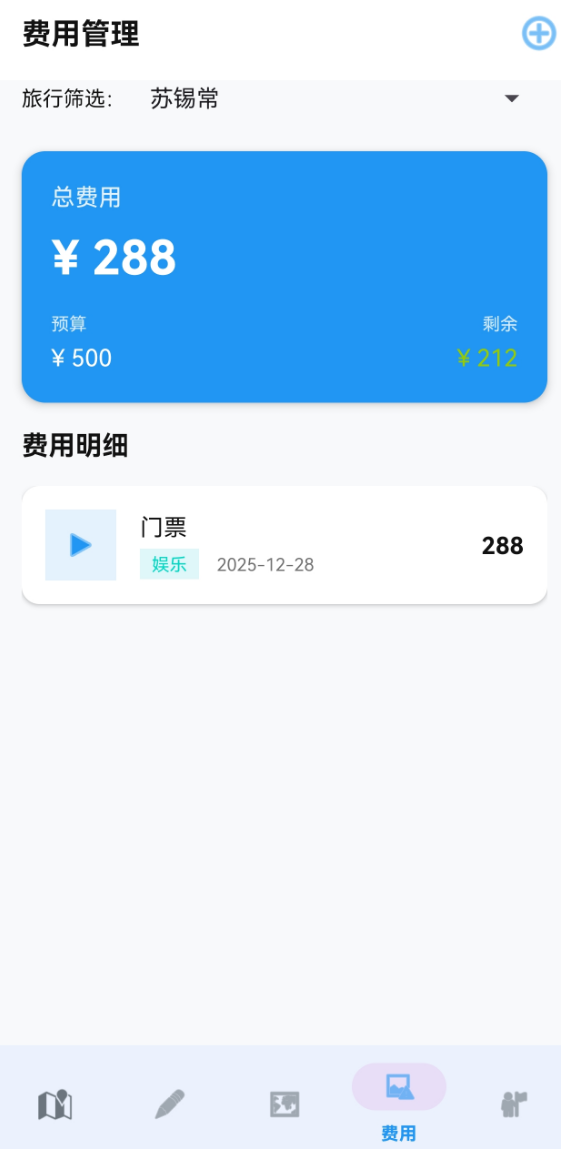 费用管理
旅行筛选: 苏锡常
总费用
¥ 288
预算 剩余
¥ 500 ¥ 212
费用明细
门票
288
娱乐 2025-12-28
费用